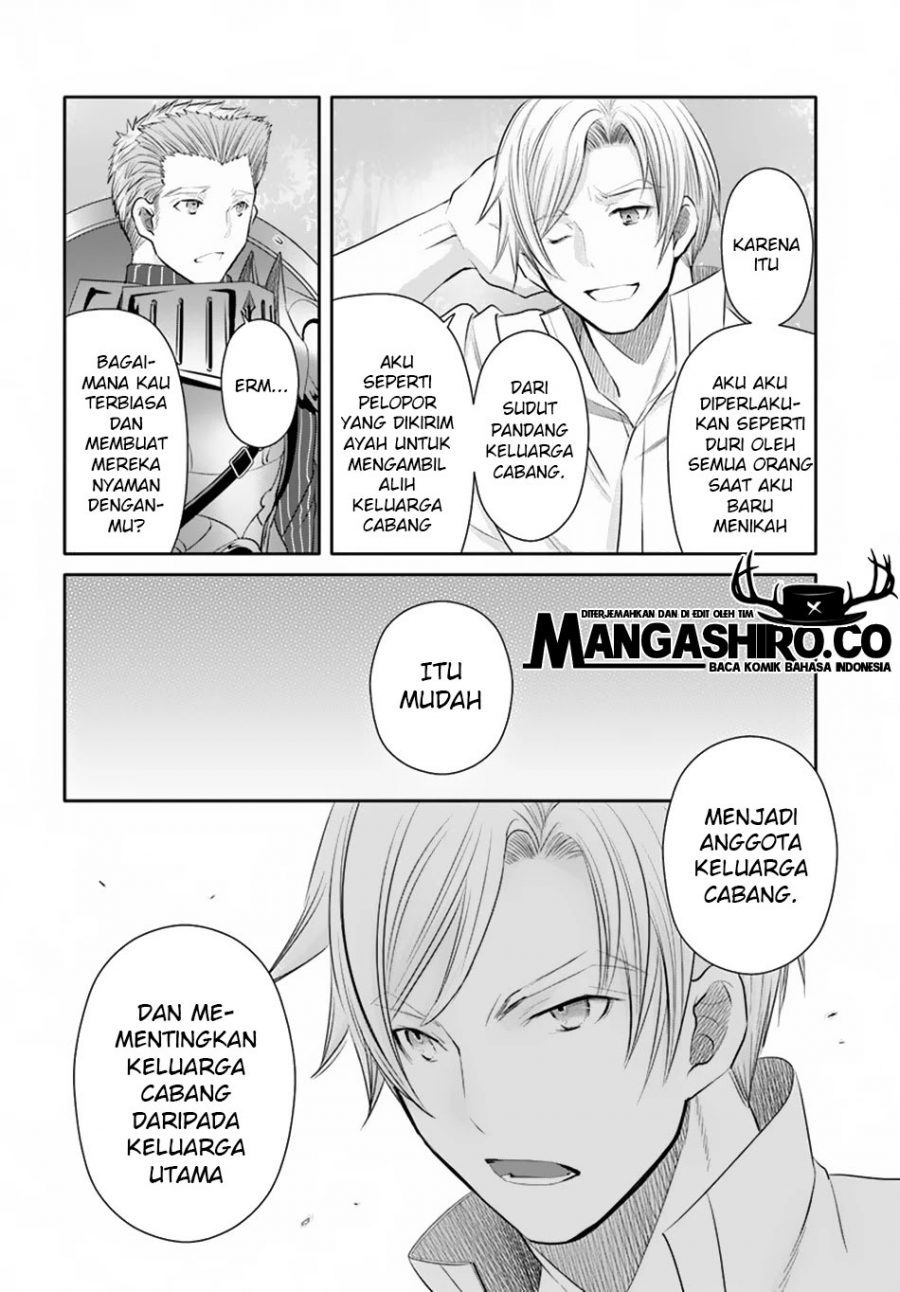 KARENA
ITU
AKU AKU
DIPERLAKU-
KAN SEPERTI
DURI OLEH
SEMUA ORANG
SAAT AKU
BARU
MENIKAH
DARI
SUDUT
PANDANG
KELUARGA
CABANG.
AKU
SEPERTI
PELOPOR
YANG DIKIRIM
AYAH UNTUK
MENGAMBIL
ALIH
KELUARGA
CABANG
ERM...
BAGAI-
MANA KAU
TERBIASA
DAN
MEMBUAT
MEREKA
NYAMAN
DENGAN-
MU?
DITERJEMAHKAN DAN DI EDIT OLEH TIM
MANGASHIRO.CO
BACA KOMIK BAHASA INDONESIA
ITU
MUDAH
MENJADI
ANGGOTA
KELUARGA
CABANG.
DAN ME-
MENTINGKAN
KELUARGA
CABANG
DARIPADA
KELUARGA
UTAMA